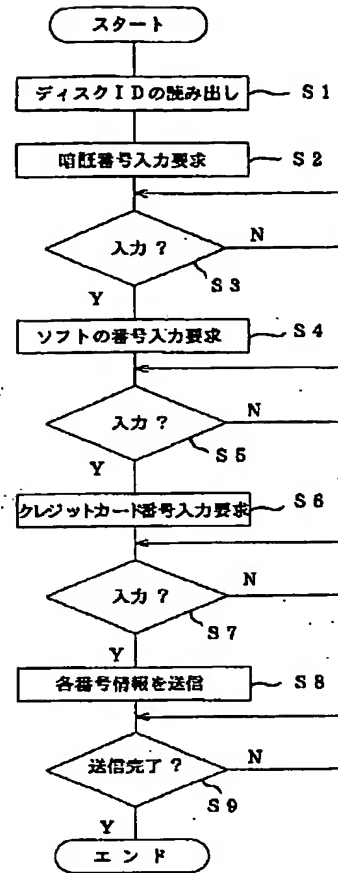 スタート
ディスクIDの読み出し S1
暗証番号入力要求 S2
入力？ N
S3
Y
ソフトの番号入力要求 S4
入力？ N
S5
Y
クレジットカード番号入力要求 S6
入力？ N
S7
Y
各番号情報を送信 S8
送信完了？ N
S9
Y
エンド